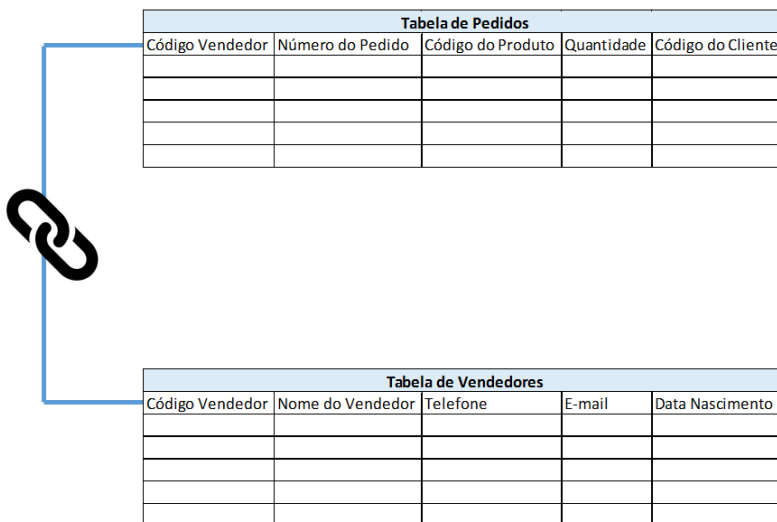 Tabela de Pedidos
Código Vendedor Número do Pedido Código do Produto Quantidade Código do Cliente
Tabela de Vendedores
Código Vendedor Nome do Vendedor Telefone E-mail Data Nascimento